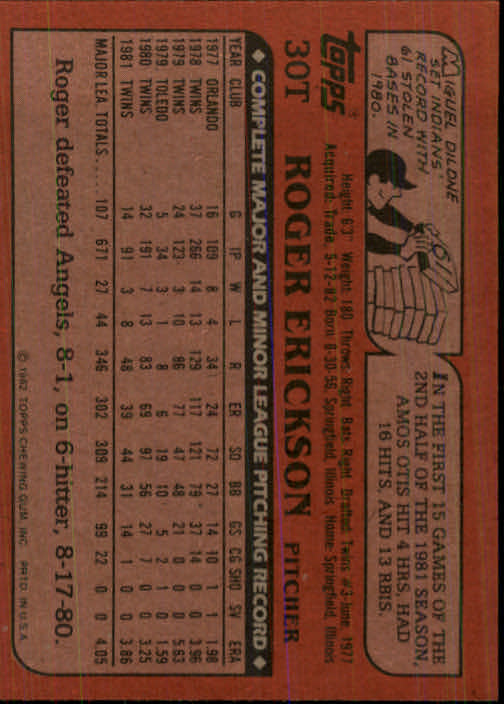 MIGUEL DILONE
SET INDIANS'
RECORD WITH
61 STOLEN
BASES IN
1980.
61
IN THE FIRST 15 GAMES OF THE
2ND HALF OF THE 1981 SEASON,
AMOS OTIS HIT 4 HRS, HAD
16 HITS, AND 13 RBIS.
topps®
Height 6'3" Weight 180 Throws Right Bats Right Drafted Twins #3-June 1977
Acquired Trade, 5-12-82 Born 8-30-56 Springfield, Illinois Home Springfield, Illinois
30T ROGER ERICKSON PITCHER
◆ COMPLETE MAJOR AND MINOR LEAGUE PITCHING RECORD ◆
YEAR CLUB G IP W L R ER SO BB GS CG SHO SV ERA
1977 ORLANDO 16 109 8 4 34 24 72 27 14 10 1 1 1.98
1978 TWINS 37 266 14 13 129 117 121 79 37 14 0 0 3.96
1979 TWINS 24 123 3 10 86 77 47 48 21 0 0 0 5.63
1979 TOLEDO 5 34 3 1 8 6 19 10 5 2 1 0 1.59
1980 TWINS 32 191 7 13 83 69 97 56 27 7 0 0 3.25
1981 TWINS 14 91 3 8 48 39 44 31 14 1 0 0 3.86
MAJOR LEA. TOTALS..... 107 671 27 44 346 302 309 214 99 22 0 0 4.05
Roger defeated Angels, 8-1, on 6-hitter, 8-17-80.
© 1982 TOPPS CHEWING GUM, INC. PRTD. IN U.S.A.